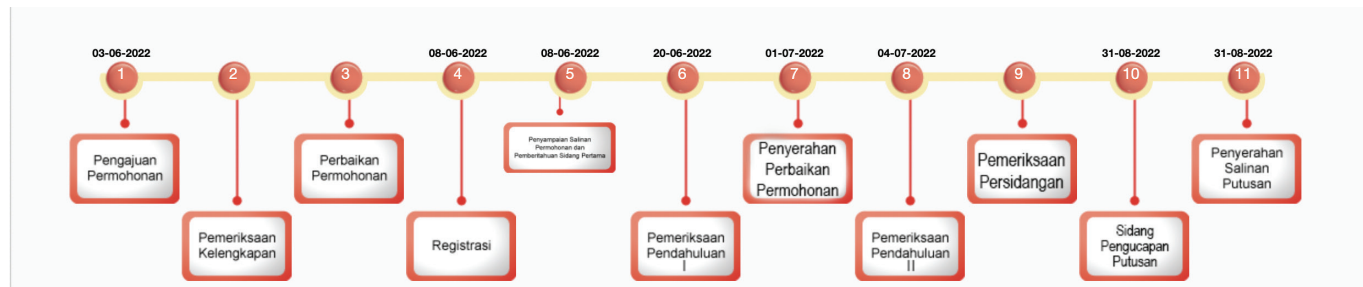 03-06-2022
08-06-2022
08-06-2022
20-06-2022
01-07-2022
04-07-2022
31-08-2022
31-08-2022
1
2
3
4
5
6
7
8
9
10
11
Pengajuan
Permohonan
Pemeriksaan
Kelengkapan
Perbaikan
Permohonan
Registrasi
Penyampaian Salinan
Permohonan dan
Pemberitahuan Sidang Pertama
Pemeriksaan
Pendahuluan
I
Penyerahan
Perbaikan
Permohonan
Pemeriksaan
Pendahuluan
II
Pemeriksaan
Persidangan
Sidang
Pengucapan
Putusan
Penyerahan
Salinan
Putusan